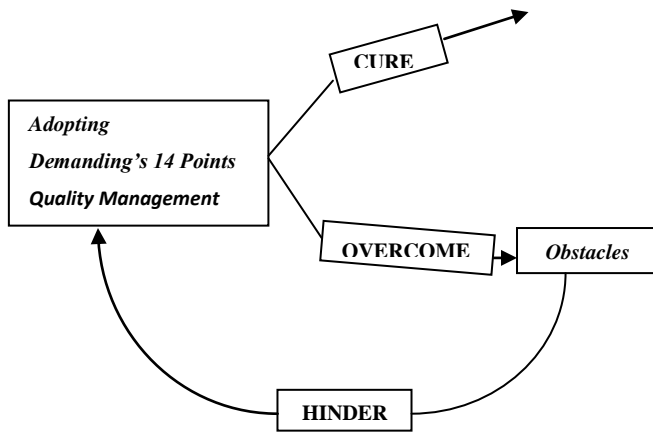 CURE
Adopting
Demanding’s 14 Points
Quality Management
OVERCOME
Obstacles
HINDER